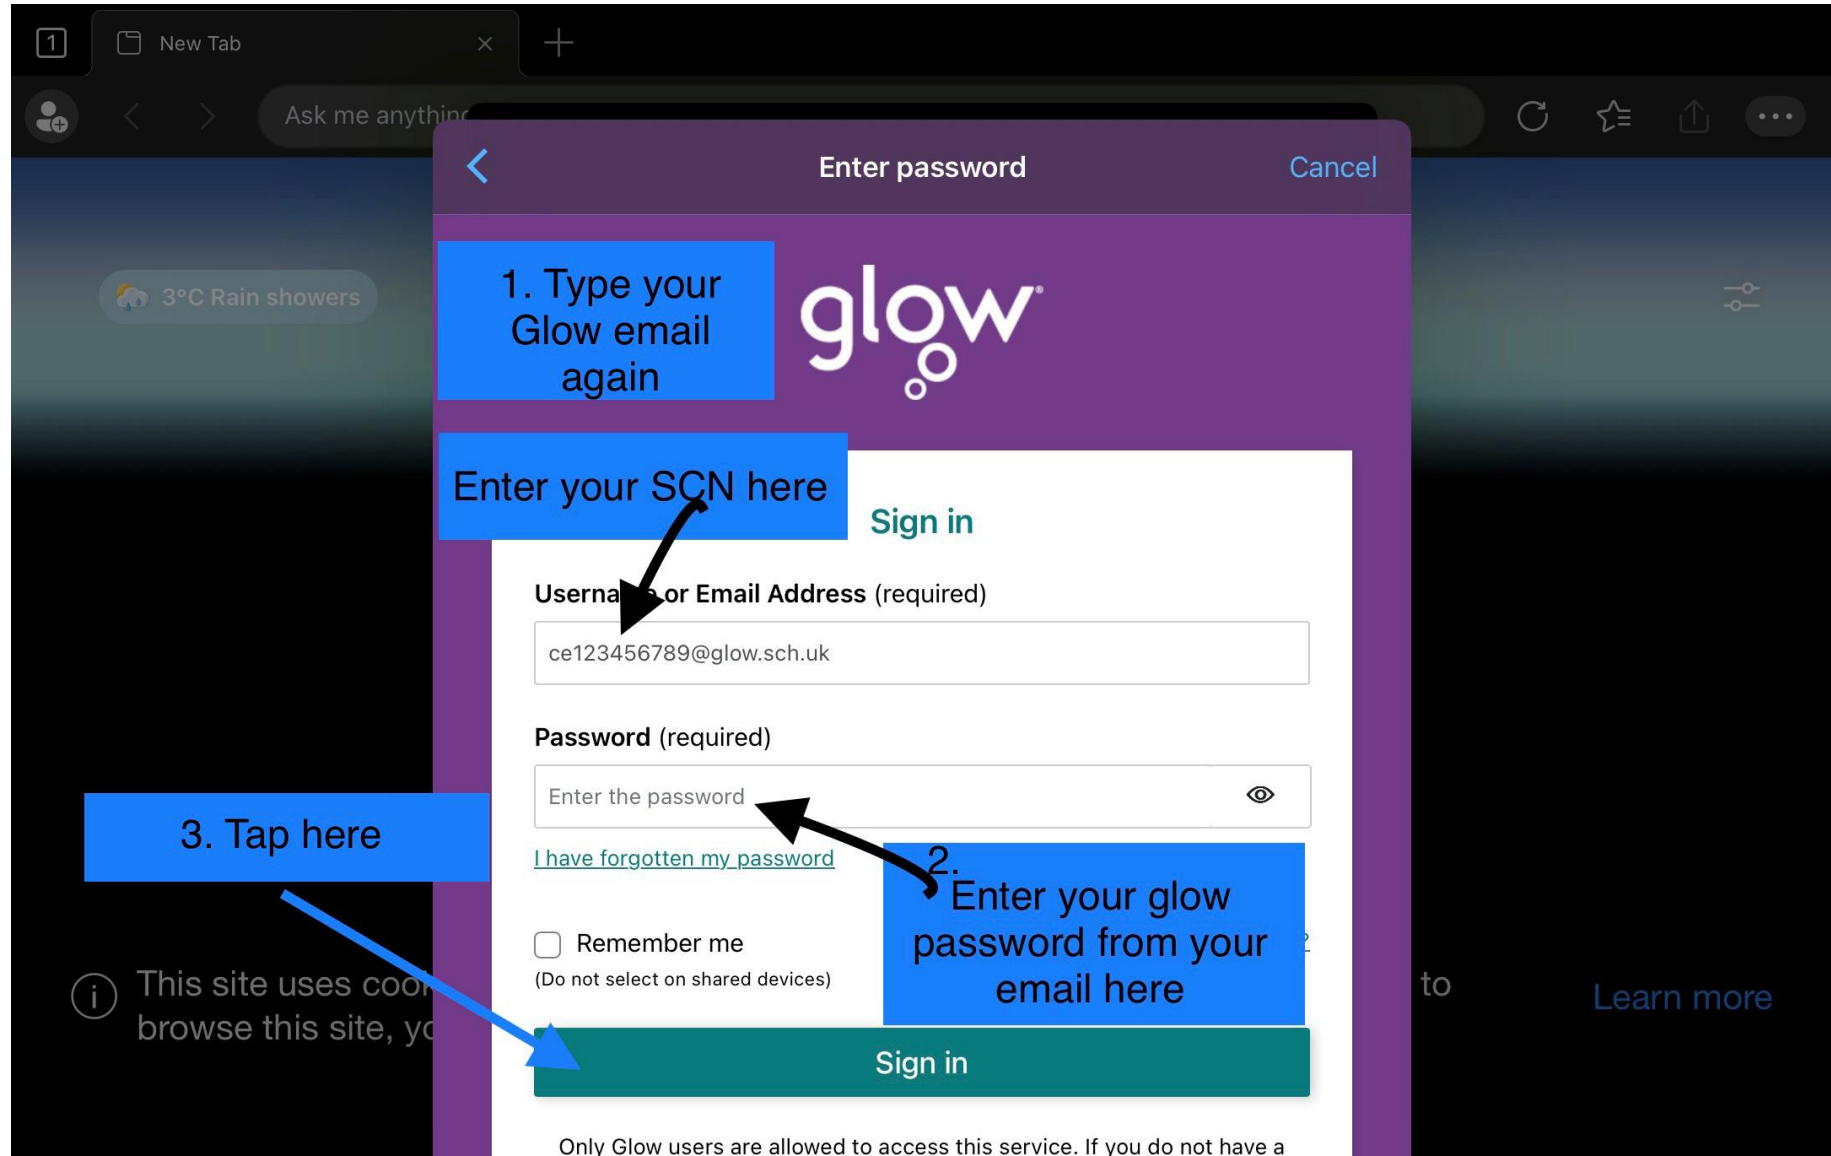 1
New Tab
Ask me anything
Enter password
Cancel
3°C Rain showers
1. Type your
Glow email
again
glow
Enter your SCN here
Sign in
Username or Email Address (required)
ce123456789@glow.sch.uk
Password (required)
Enter the password
3. Tap here
I have forgotten my password
2.
Enter your glow
password from your
email here
Remember me
(Do not select on shared devices)
This site uses
browse this site,
to
Learn more
Sign in
Only Glow users are allowed to access this service. If you do not have a